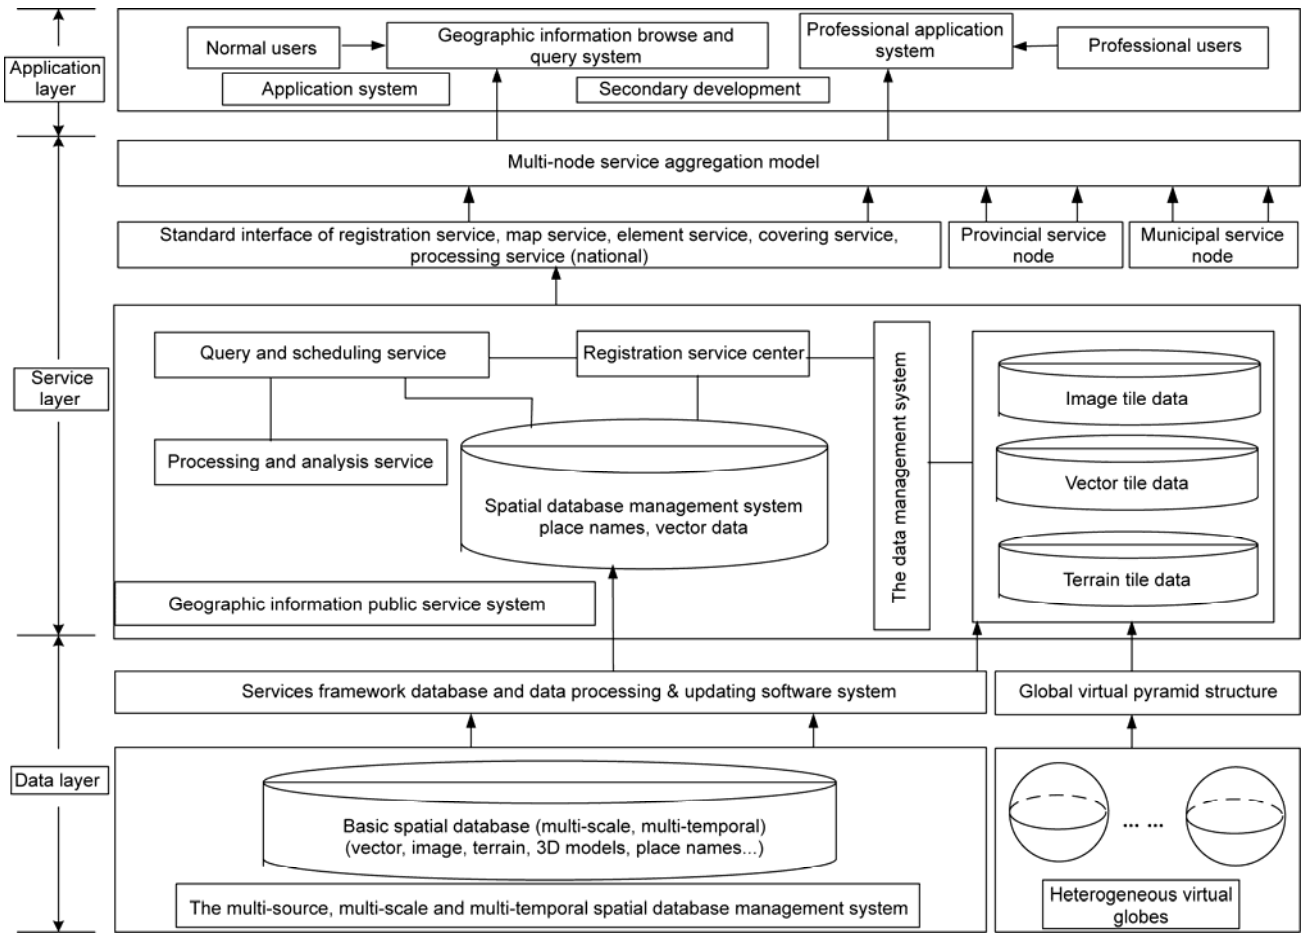 Normal users
Geographic information browse and
query system
Professional application
system
Professional users
Application
layer
Application system
Secondary development
Multi-node service aggregation model
Standard interface of registration service, map service, element service, covering service,
processing service (national)
Provincial service
node
Municipal service
node
Service
layer
Query and scheduling service
Registration service center
The data management system
Image tile data
Processing and analysis service
Vector tile data
Spatial database management system
place names, vector data
Terrain tile data
Geographic information public service system
Services framework database and data processing & updating software system
Global virtual pyramid structure
Data layer
Basic spatial database (multi-scale, multi-temporal)
(vector, image, terrain, 3D models, place names...)
... ...
The multi-source, multi-scale and multi-temporal spatial database management system
Heterogeneous virtual
globes